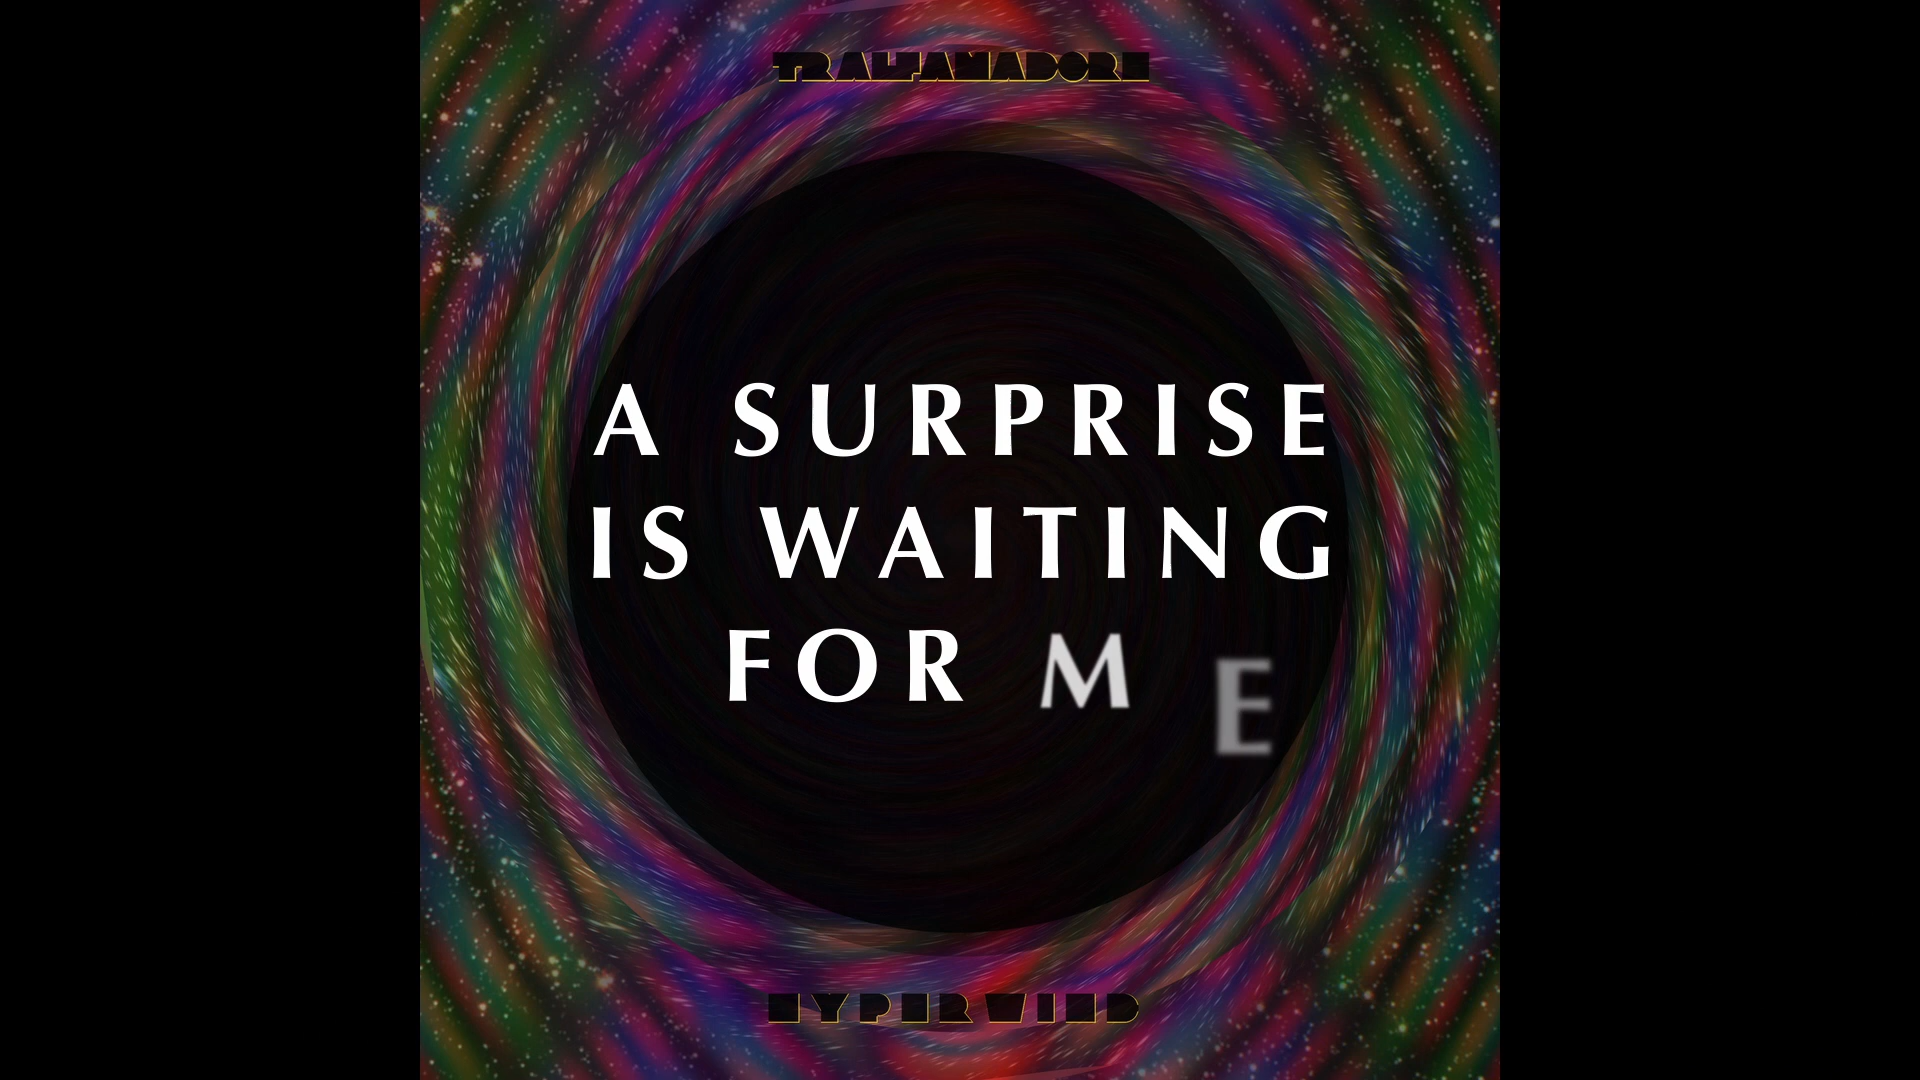 TRALFAMADORE
A SURPRISE
IS WAITING
FOR ME
HYPERWIND